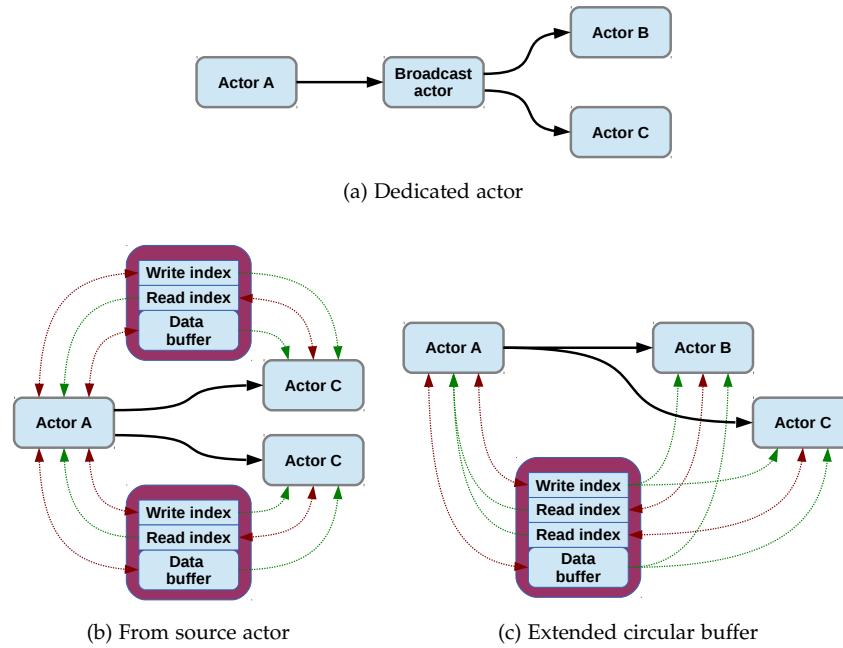 Actor A
Broadcast
actor
Actor B
Actor C
(a) Dedicated actor
Write index
Read index
Data
buffer
Actor C
Actor A
Actor C
Write index
Read index
Data
buffer
(b) From source actor
Actor A
Actor B
Actor C
Write index
Read index
Read index
Data
buffer
(c) Extended circular buffer